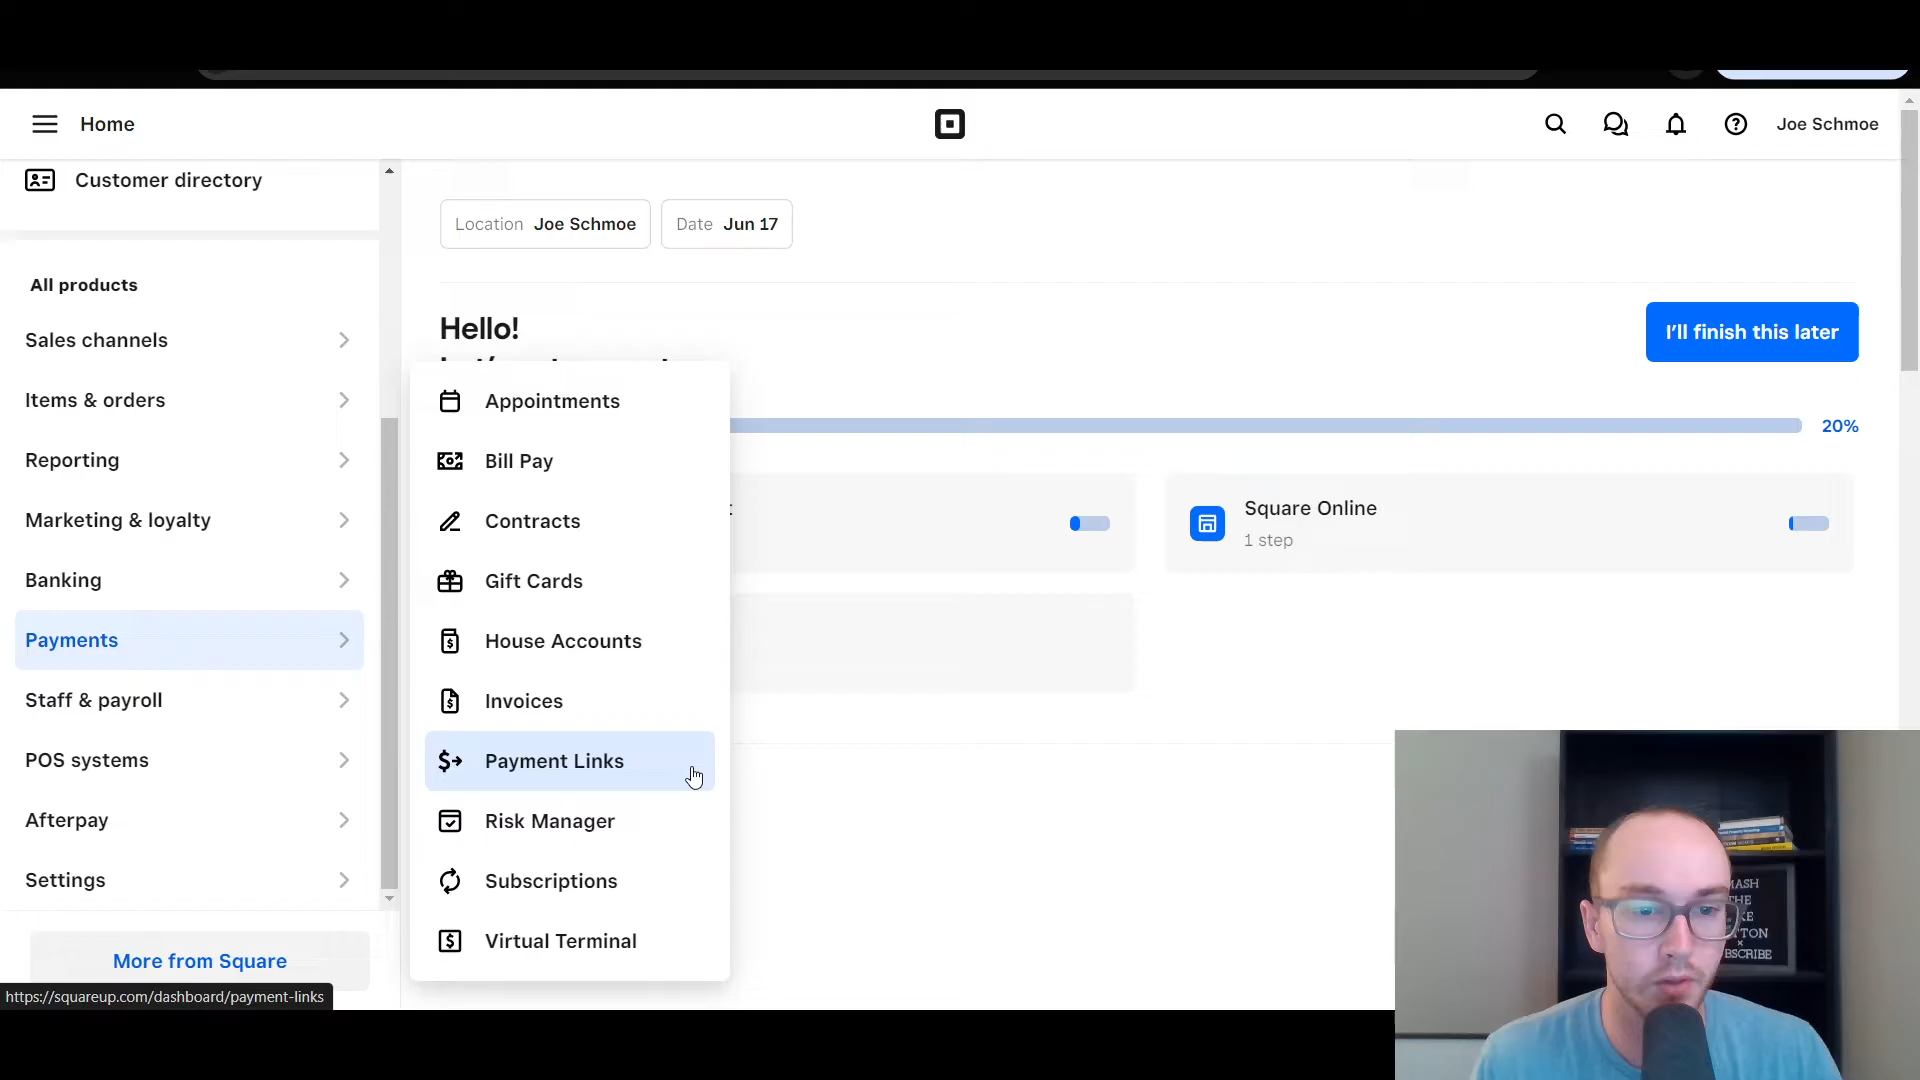 Home
Joe Schmoe
Customer directory
Location Joe Schmoe
Date Jun 17
All products
Sales channels
Items & orders
Reporting
Marketing & loyalty
Banking
Payments
Staff & payroll
POS systems
Afterpay
Settings
More from Square
https://squareup.com/dashboard/payment-links
Hello!
I'll finish this later
20%
Appointments
Bill Pay
Contracts
Gift Cards
House Accounts
Invoices
Payment Links
Risk Manager
Subscriptions
Virtual Terminal
Square Online
1 step